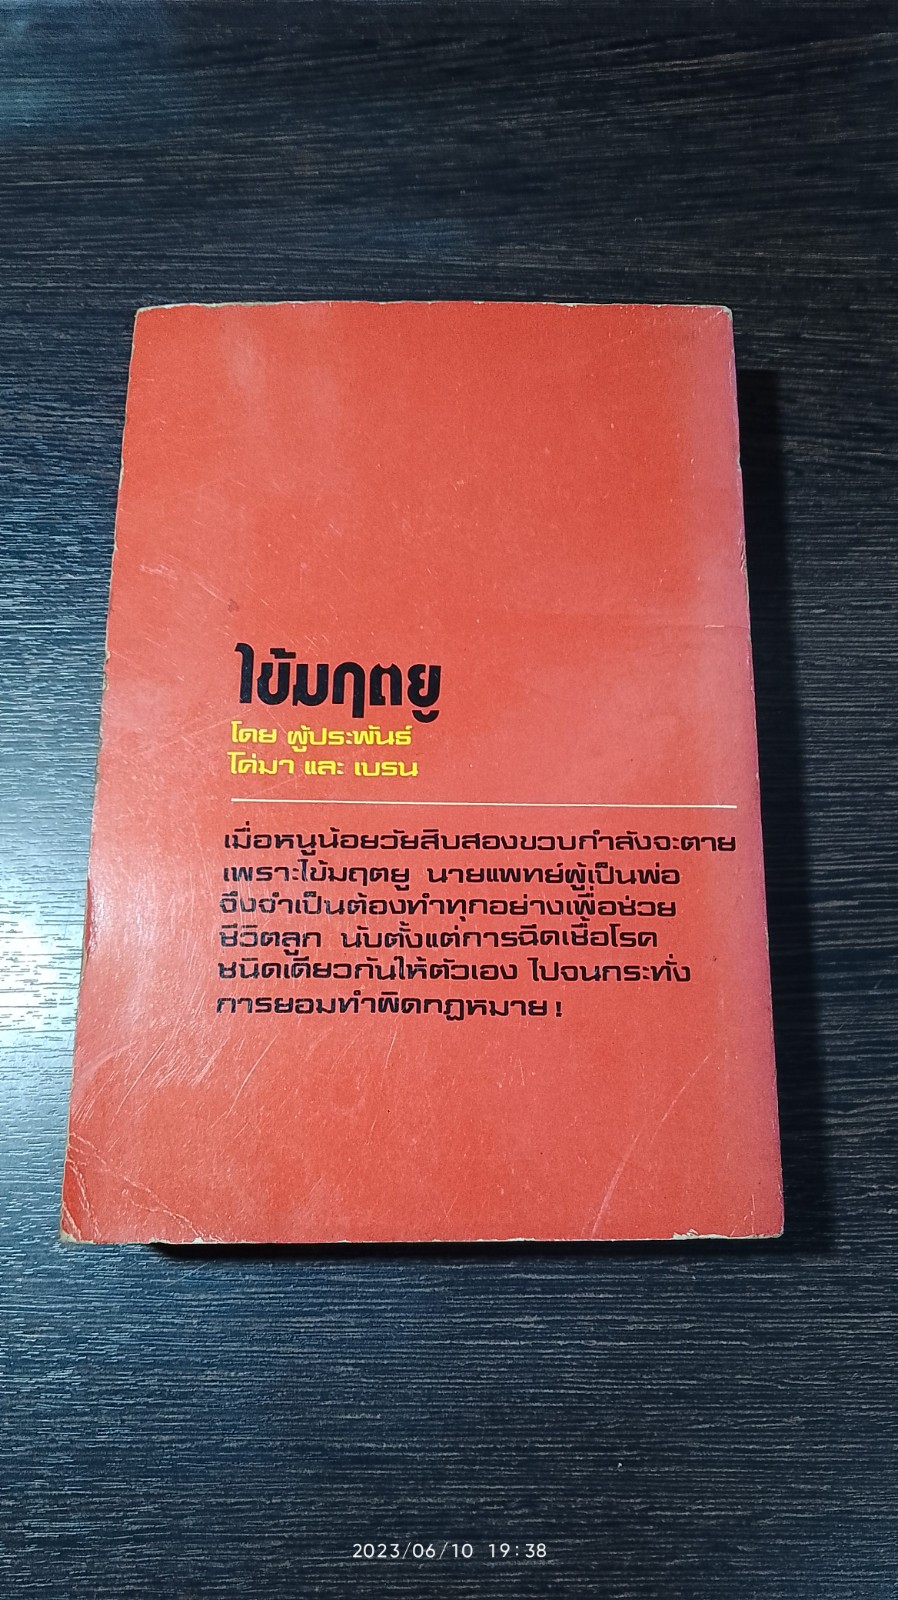 ไข้มฤตยู
โดย ผู้ประพันธ์
โค่มา และ เบรน
เมื่อหนูน้อยวัยสิบสองขวบกำลังจะตาย
เพราะไข้มฤตยู นายแพทย์ผู้เป็นพ่อ
จึงจำเป็นต้องทำทุกอย่างเพื่อช่วย
ชีวิตลูก นับตั้งแต่การฉีดเชื้อโรค
ชนิดเดียวกันให้ตัวเอง ไปจนกระทั่ง
การยอมทำผิดกฎหมาย!
2023/06/10 19:38